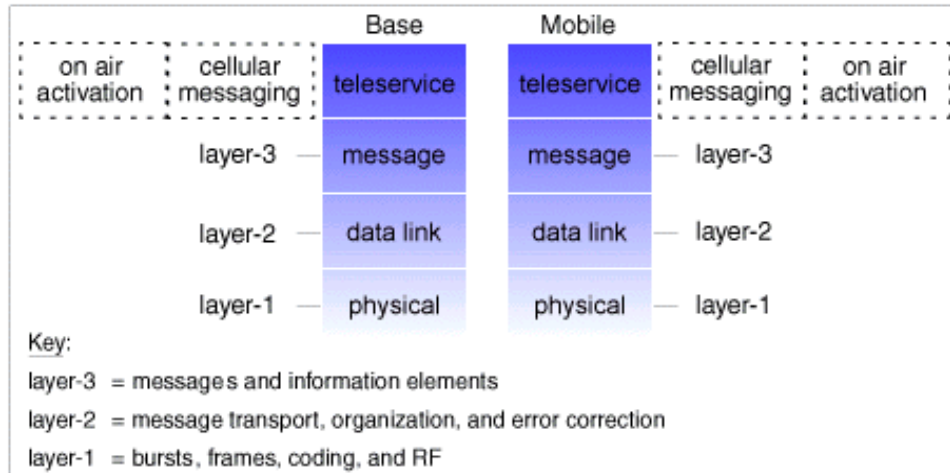 Base Mobile
on air activation cellular messaging teleservice teleservice cellular messaging on air activation
layer-3 message message layer-3
layer-2 data link data link layer-2
layer-1 physical physical layer-1
Key:
layer-3 = messages and information elements
layer-2 = message transport, organization, and error correction
layer-1 = bursts, frames, coding, and RF